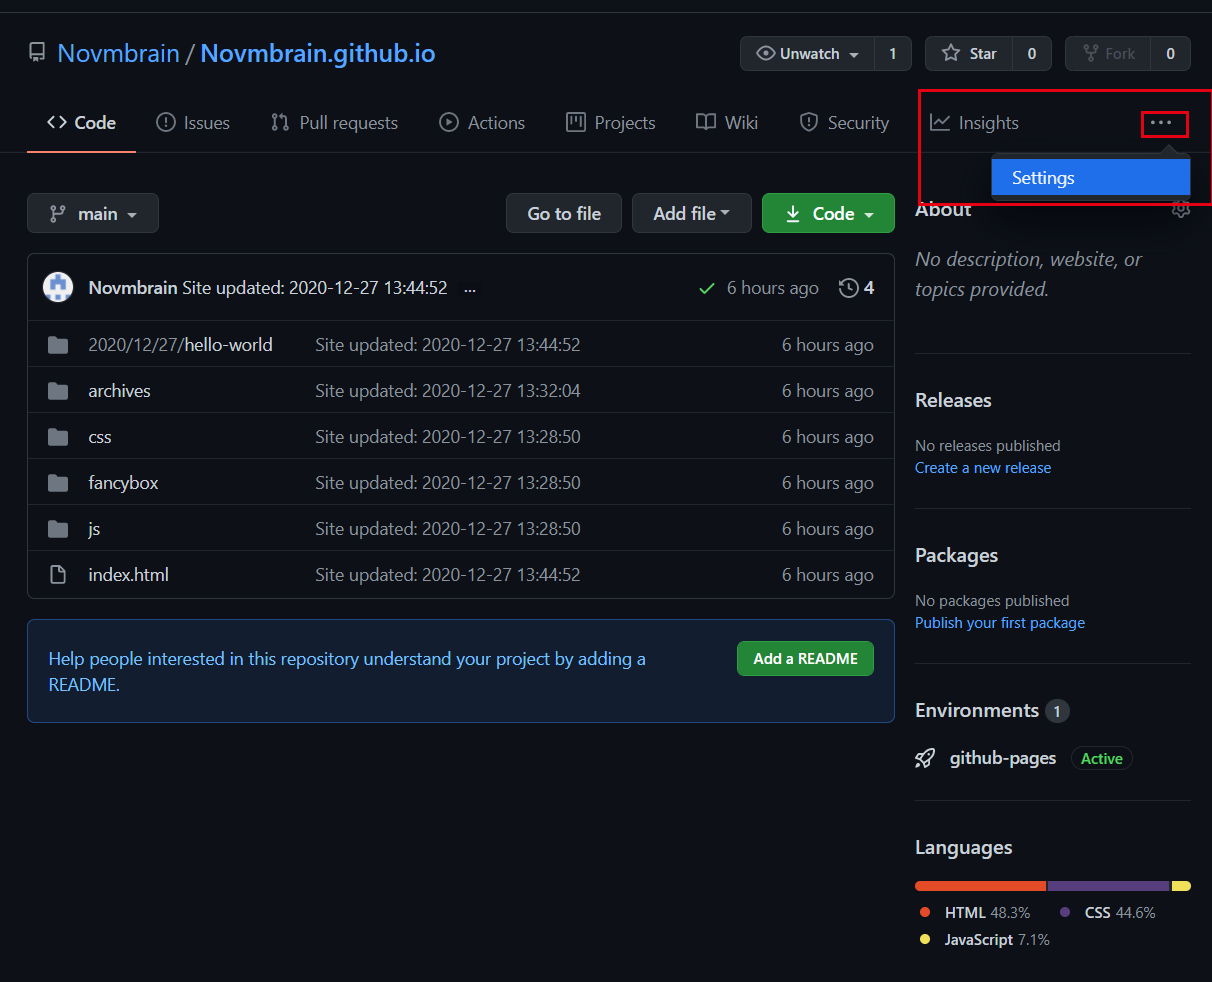 Novmbrain / Novmbrain.github.io
Unwatch 1 Star 0 Fork 0
Code Issues Pull requests Actions Projects Wiki Security Insights ...
Settings
main Go to file Add file Code
Novmbrain Site updated: 2020-12-27 13:44:52 ... 6 hours ago 4
2020/12/27/hello-world Site updated: 2020-12-27 13:44:52 6 hours ago
archives Site updated: 2020-12-27 13:32:04 6 hours ago
css Site updated: 2020-12-27 13:28:50 6 hours ago
fancybox Site updated: 2020-12-27 13:28:50 6 hours ago
js Site updated: 2020-12-27 13:28:50 6 hours ago
index.html Site updated: 2020-12-27 13:44:52 6 hours ago
Help people interested in this repository understand your project by adding a
README.
Add a README
About
No description, website, or
topics provided.
Releases
No releases published
Create a new release
Packages
No packages published
Publish your first package
Environments 1
github-pages Active
Languages
HTML 48.3% CSS 44.6%
JavaScript 7.1%